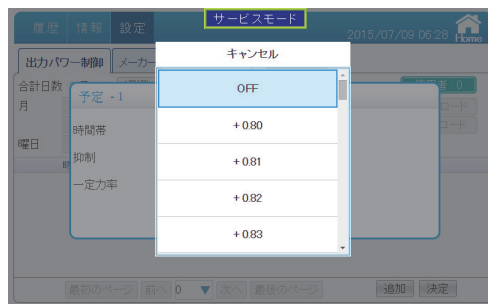 履歴 情報 設定 サービスモード 2015/07/09 06:28 Home
出力パワー制御 メーカー
キャンセル
合計日数 使用者 0
月
予定 - 1
OFF
時間帯
+ 0.80
曜日
抑制
+ 0.81
一定力率
+ 0.82
+ 0.83
最初のページ 前へ 0 次へ 最後のページ 追加 決定